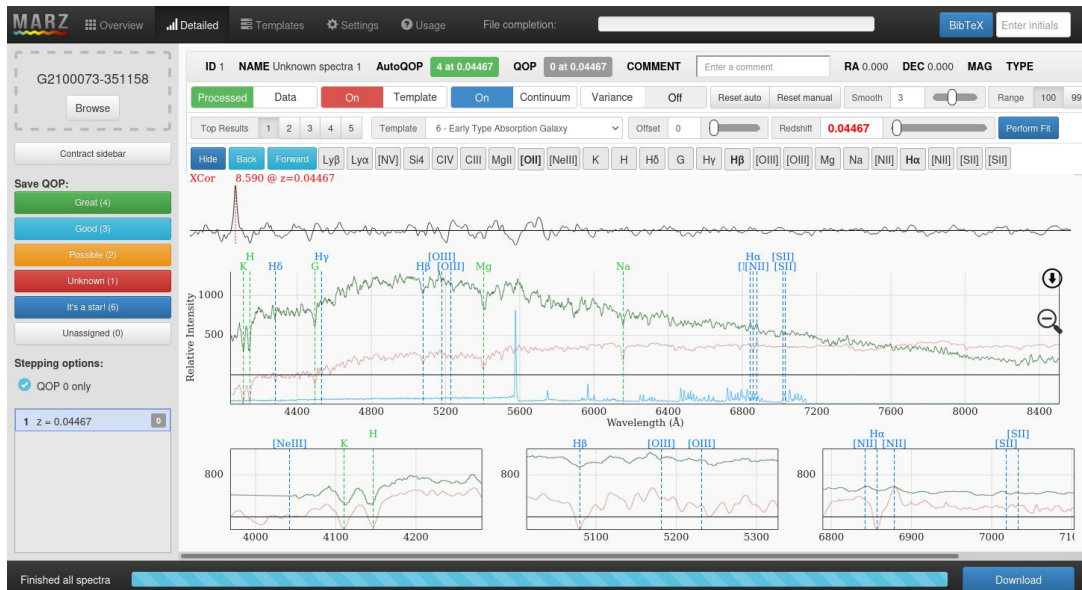 MARZ Overview Detailed Templates Settings Usage File completion: BibTeX Enter initials
G2100073-351158
Browse
Contract sidebar
Save QOP:
Great (4)
Good (3)
Possible (2)
Unknown (1)
It's a star! (6)
Unassigned (0)
Stepping options:
QOP 0 only
1 z = 0.04467 0
ID 1 NAME Unknown spectra 1 AutoQOP 4 at 0.04467 QOP 0 at 0.04467 COMMENT Enter a comment RA 0.000 DEC 0.000 MAG TYPE
Processed Data On Template On Continuum Variance Off Reset auto Reset manual Smooth 3 Range 100 99
Top Results 1 2 3 4 5 Template 6 - Early Type Absorption Galaxy Offset 0 Redshift 0.04467 Perform Fit
Hide Back Forward Lyβ Lyα [NV] Si4 CIV CIII MgII [OII] [NeIII] K H Hδ G Hγ Hβ [OIII] [OIII] Mg Na [NII] Hα [NII] [SII] [SII]
XCor 8.590 @ z=0.04467
H Hγ [OIII] Hα [SII]
K Hδ G Hβ [OIII] Mg Na [NII] [SII]
1000
500
Relative Intensity
4400 4800 5200 5600 6000 6400 6800 7200 7600 8000 8400
Wavelength (Å)
H Hα [SII]
[NeIII] K Hβ [OIII] [OIII] [NII] [NII] [SII]
800 800 800
4000 4100 4200 5100 5200 5300 6800 6900 7000 710
Finished all spectra Download